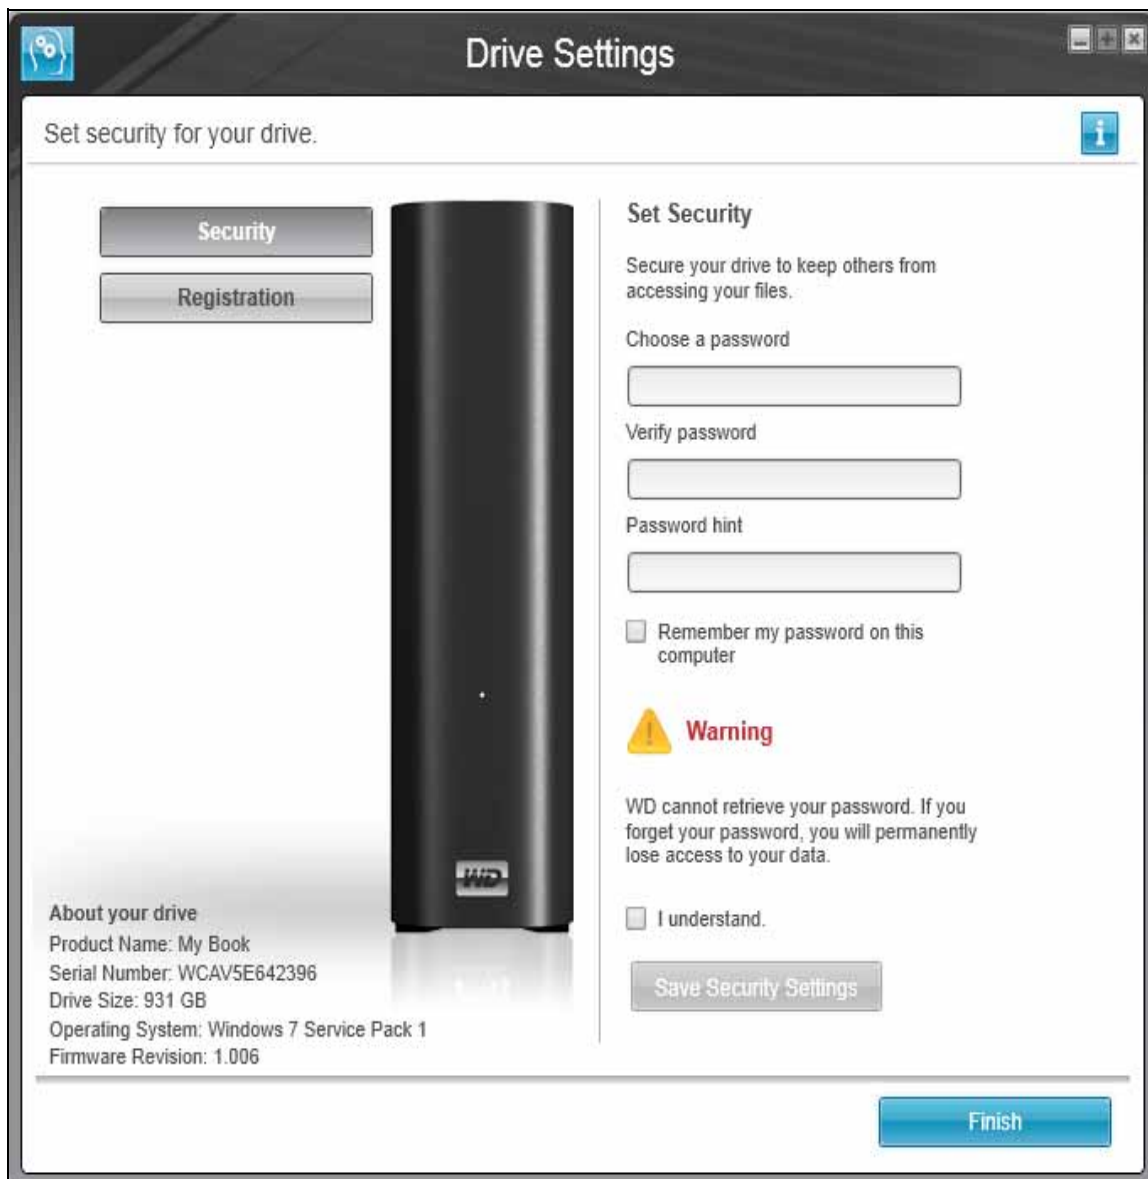 Drive Settings
Set security for your drive.
i
Security
Registration
Set Security
Secure your drive to keep others from
accessing your files.
Choose a password
Verify password
Password hint
Remember my password on this
computer
Warning
WD cannot retrieve your password. If you
forget your password, you will permanently
lose access to your data.
I understand.
Save Security Settings
WD
About your drive
Product Name: My Book
Serial Number: WCAV5E642396
Drive Size: 931 GB
Operating System: Windows 7 Service Pack 1
Firmware Revision: 1.006
Finish